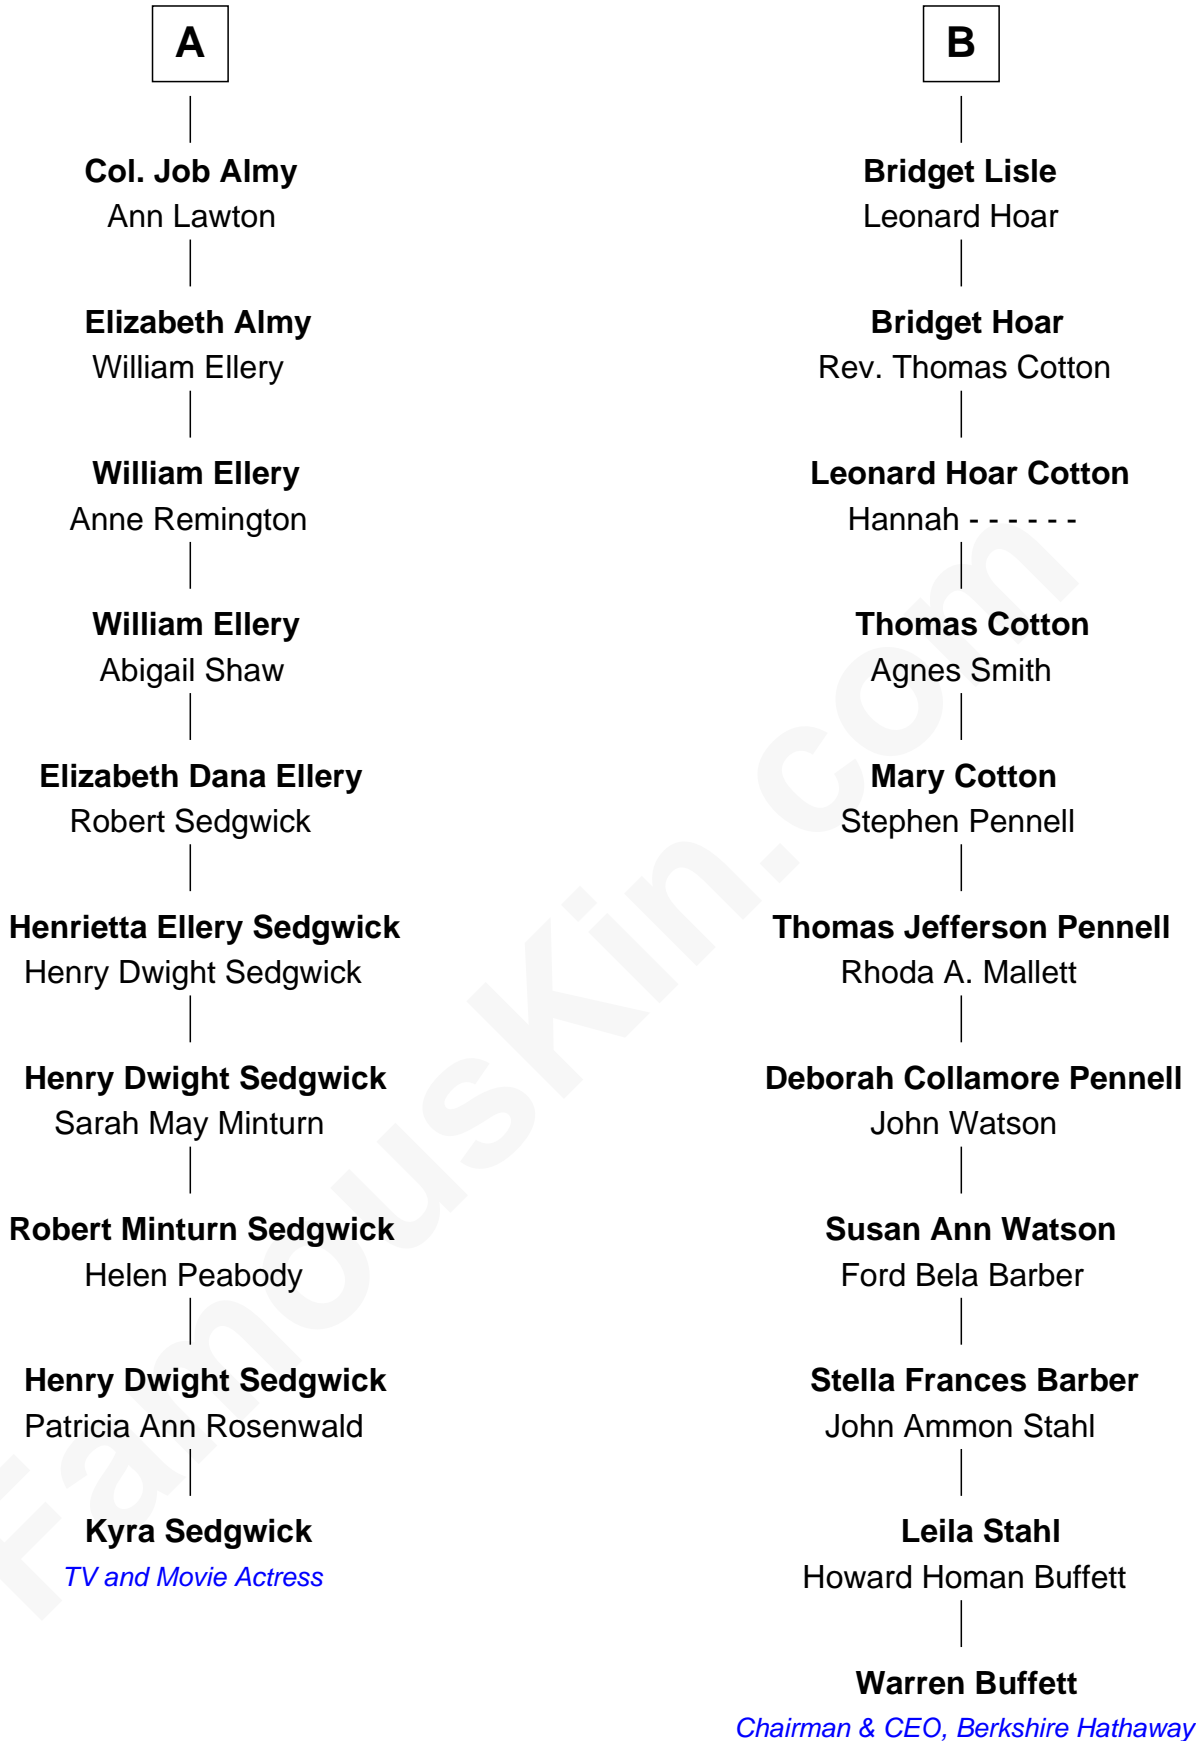 A
Col. Job Almy
Ann Lawton
Elizabeth Almy
William Ellery
William Ellery
Anne Remington
William Ellery
Abigail Shaw
Elizabeth Dana Ellery
Robert Sedgwick
Henrietta Ellery Sedgwick
Henry Dwight Sedgwick
Henry Dwight Sedgwick
Sarah May Minturn
Robert Minturn Sedgwick
Helen Peabody
Henry Dwight Sedgwick
Patricia Ann Rosenwald
Kyra Sedgwick
TV and Movie Actress
B
Bridget Lisle
Leonard Hoar
Bridget Hoar
Rev. Thomas Cotton
Leonard Hoar Cotton
Hannah - - - - - -
Thomas Cotton
Agnes Smith
Mary Cotton
Stephen Pennell
Thomas Jefferson Pennell
Rhoda A. Mallett
Deborah Collamore Pennell
John Watson
Susan Ann Watson
Ford Bela Barber
Stella Frances Barber
John Ammon Stahl
Leila Stahl
Howard Homan Buffett
Warren Buffett
Chairman & CEO, Berkshire Hathaway
FamousKin.com